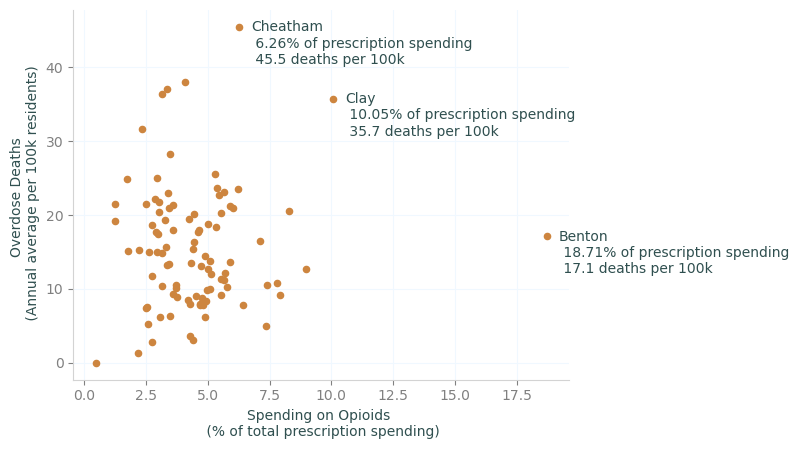 Cheatham
6.26% of prescription spending
45.5 deaths per 100k
Clay
10.05% of prescription spending
35.7 deaths per 100k
Benton
18.71% of prescription spending
17.1 deaths per 100k
Overdose Deaths
(Annual average per 100k residents)
40
30
20
10
0
0.0 2.5 5.0 7.5 10.0 12.5 15.0 17.5
Spending on Opioids
(% of total prescription spending)